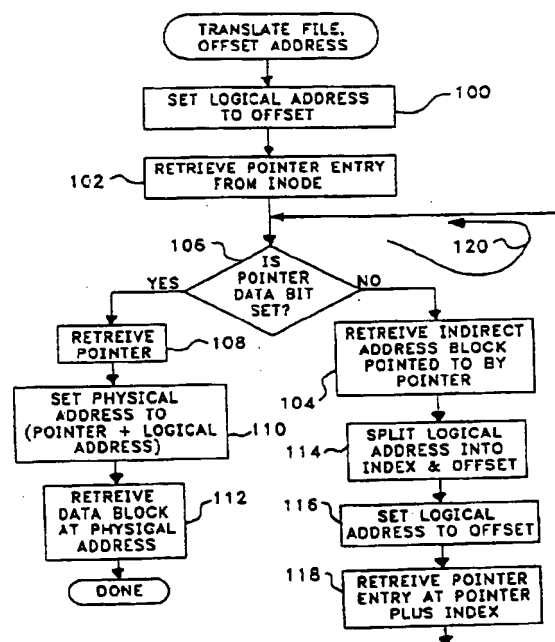 TRANSLATE FILE,
OFFSET ADDRESS
SET LOGICAL ADDRESS
TO OFFSET
100
RETRIEVE POINTER ENTRY
FROM INODE
102
106
IS
POINTER
DATA BIT
SET?
YES
NO
120
RETREIVE
POINTER
108
SET PHYSICAL
ADDRESS TO
(POINTER + LOGICAL
ADDRESS)
110
RETREIVE
DATA BLOCK
AT PHYSICAL
ADDRESS
112
DONE
RETREIVE INDIRECT
ADDRESS BLOCK
POINTED TO BY
POINTER
104
SPLIT LOGICAL
ADDRESS INTO
INDEX & OFFSET
114
SET LOGICAL
ADDRESS TO OFFSET
116
RETREIVE POINTER
ENTRY AT POINTER
PLUS INDEX
118